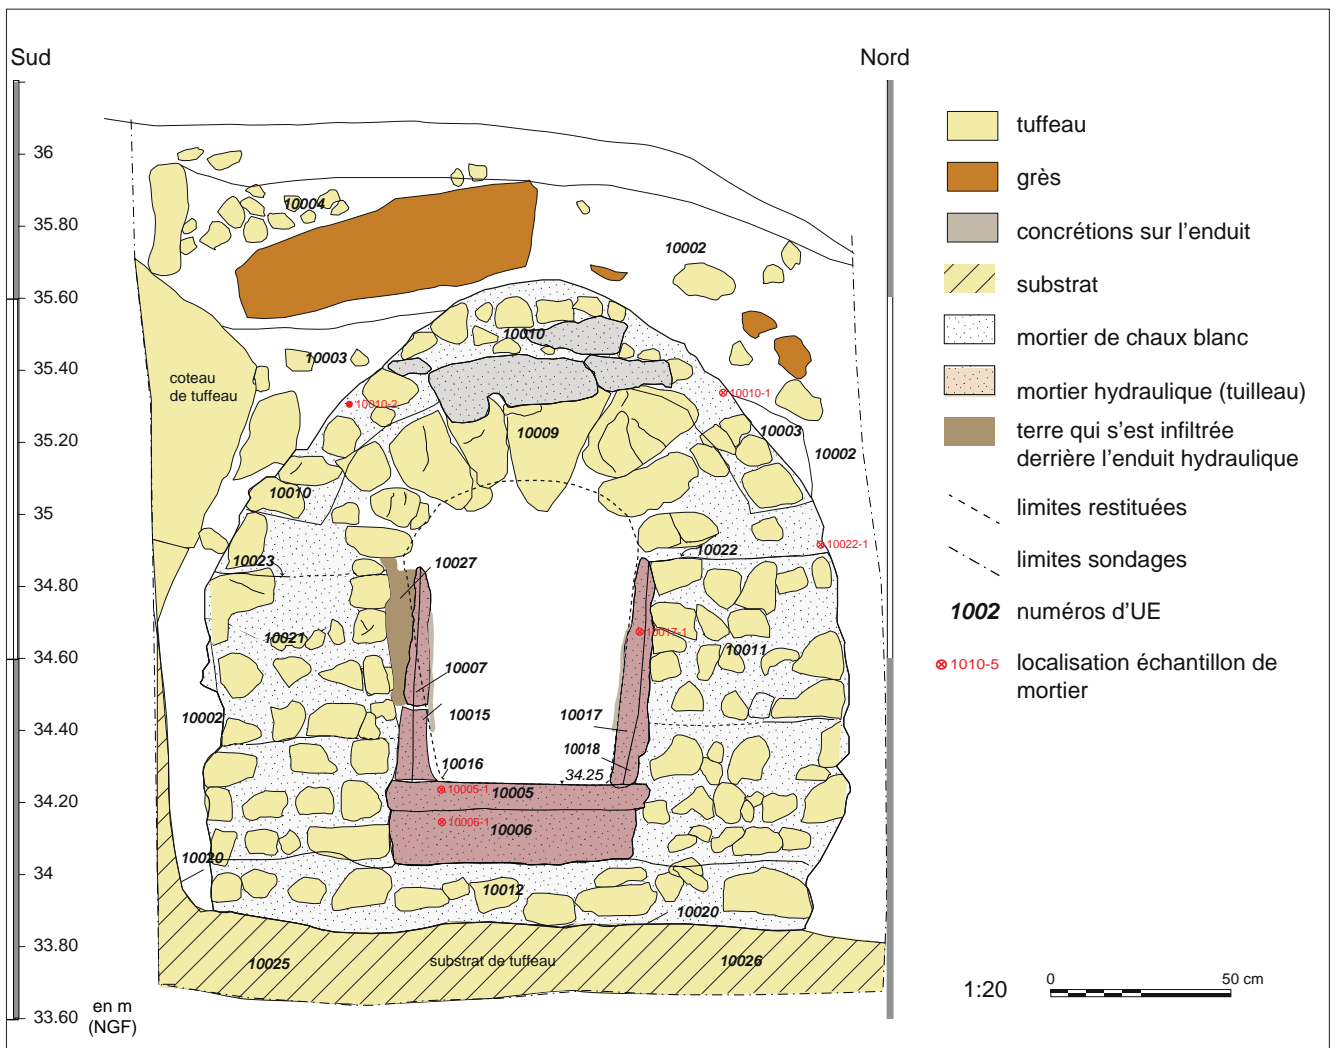 Sud
Nord
36
35.80
35.60
35.40
35.20
35
34.80
34.60
34.40
34.20
34
33.80
33.60
en m
(NGF)
10004
10002
10003
10010
coteau
de tuffeau
10010-2
10010-1
10009
10003
10002
10010
10022-1
10023
10027
10022
10021
10017-1
10011
10007
10002
10015
10017
10016
10018
34.25
10005-1
10005
10006-1
10006
10020
10012
10020
10025
substrat de tuffeau
10026
tuffeau
grès
concrétions sur l'enduit
substrat
mortier de chaux blanc
mortier hydraulique (tuilleau)
terre qui s'est infiltrée
derrière l'enduit hydraulique
limites restituées
limites sondages
1002 numéros d'UE
1010-5 localisation échantillon de
mortier
1:20
0
50 cm